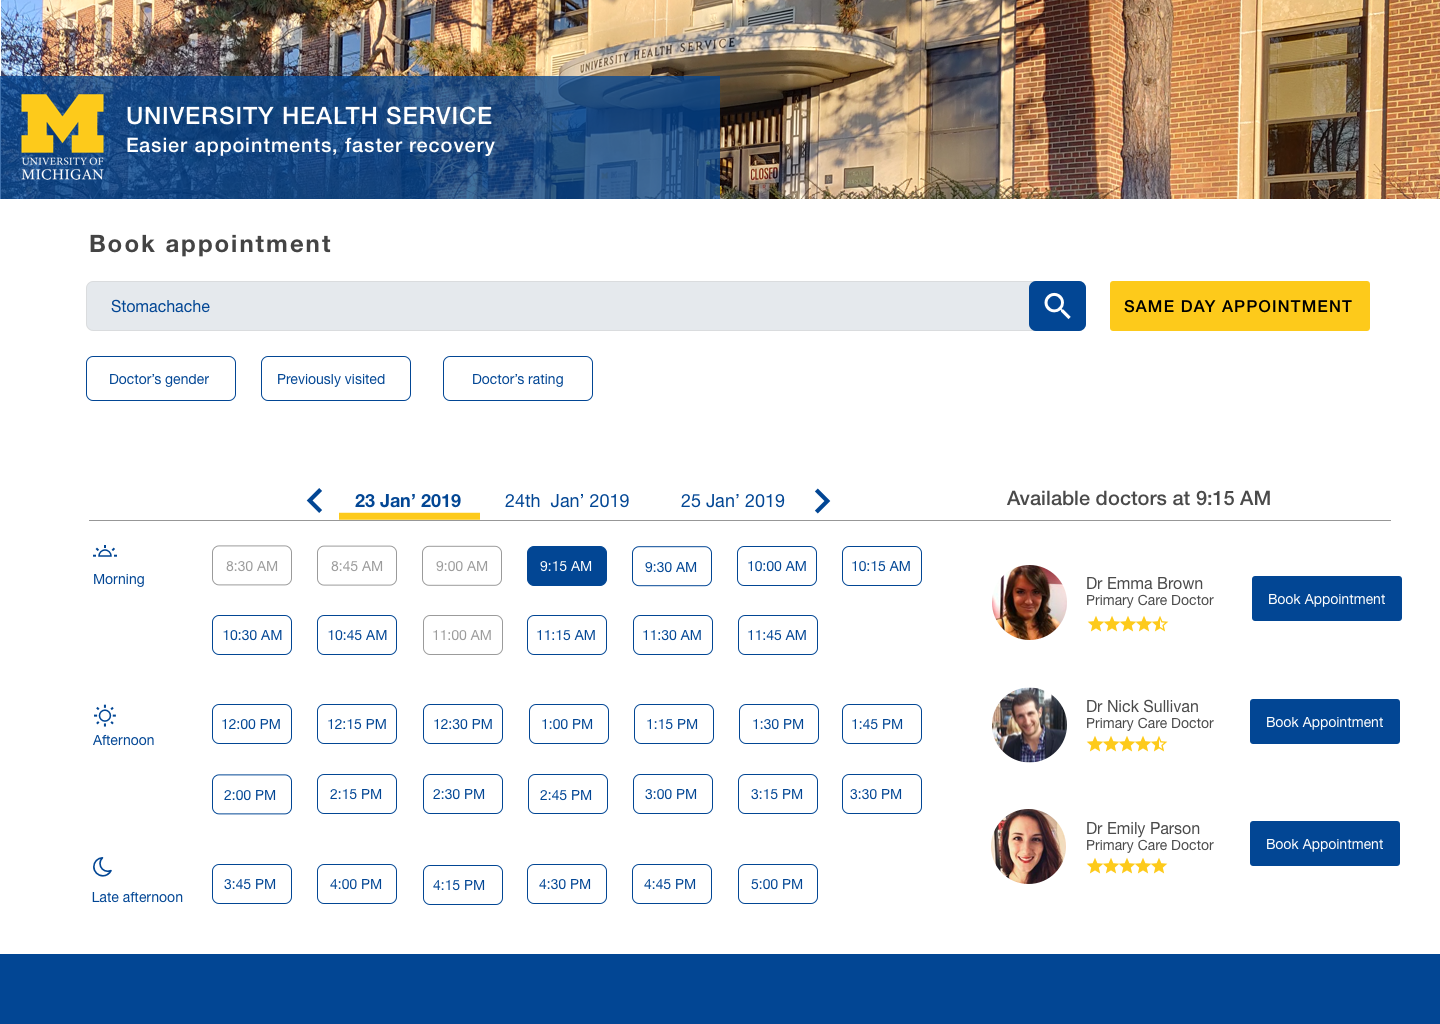 UNIVERSITY HEALTH SERVICE
CLOSED
UNIVERSITY OF
MICHIGAN
UNIVERSITY HEALTH SERVICE
Easier appointments, faster recovery
Book appointment
Stomachache
SAME DAY APPOINTMENT
Doctor's gender
Previously visited
Doctor's rating
23 Jan' 2019
24th Jan' 2019
25 Jan' 2019
Available doctors at 9:15 AM
Morning
8:30 AM
8:45 AM
9:00 AM
9:15 AM
9:30 AM
10:00 AM
10:15 AM
10:30 AM
10:45 AM
11:00 AM
11:15 AM
11:30 AM
11:45 AM
Afternoon
12:00 PM
12:15 PM
12:30 PM
1:00 PM
1:15 PM
1:30 PM
1:45 PM
2:00 PM
2:15 PM
2:30 PM
2:45 PM
3:00 PM
3:15 PM
3:30 PM
Late afternoon
3:45 PM
4:00 PM
4:15 PM
4:30 PM
4:45 PM
5:00 PM
Dr Emma Brown
Primary Care Doctor
Book Appointment
Dr Nick Sullivan
Primary Care Doctor
Book Appointment
Dr Emily Parson
Primary Care Doctor
Book Appointment